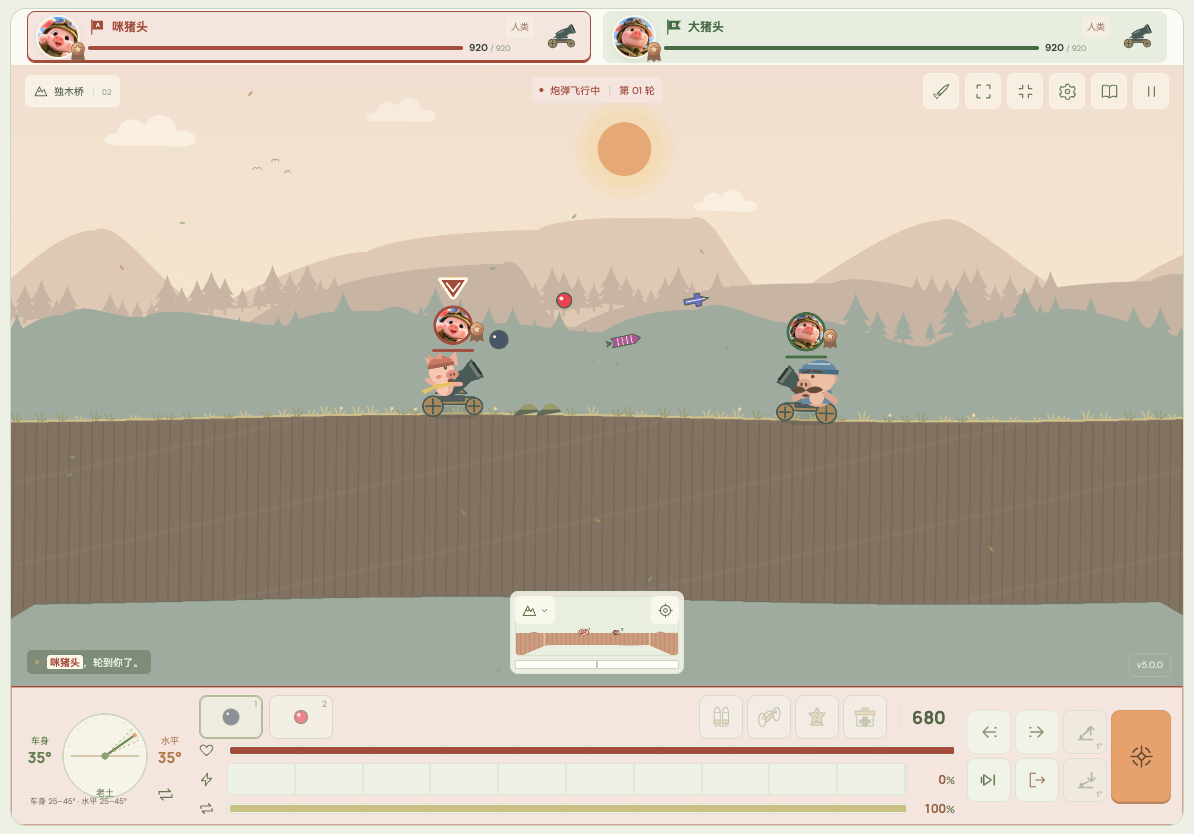 咪猪头
人类
920 / 920
大猪头
人类
920 / 920
独木桥 02
炮弹飞行中 第 01 轮
咪猪头，轮到你了。
v5.0.0
1
2
680
车身
35°
水平
35°
老土
车身 25–45° · 水平 25–45°
0%
100%
1°
1°